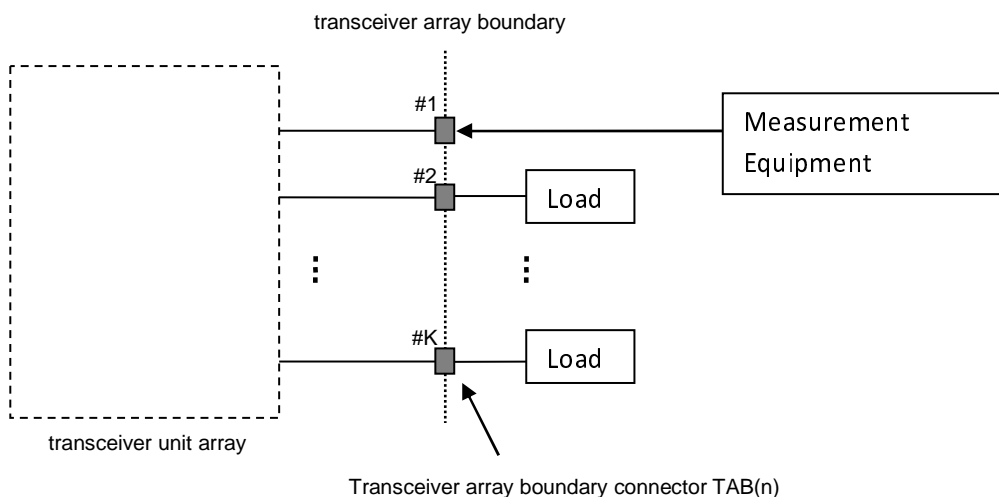 transceiver array boundary
#1
Measurement
Equipment
#2
Load
#K
Load
transceiver unit array
Transceiver array boundary connector TAB(n)